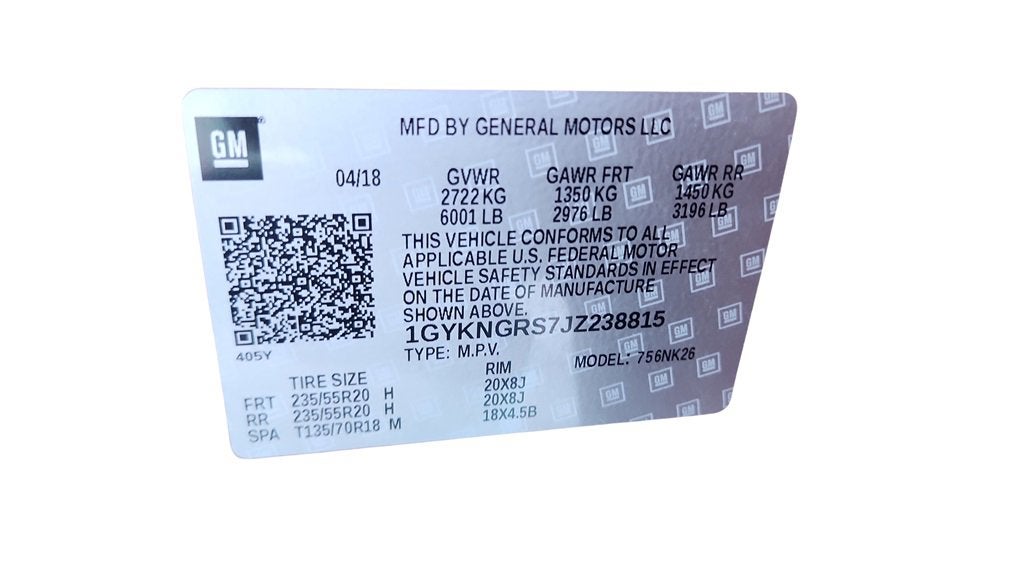 GM
MFD BY GENERAL MOTORS LLC
04/18 GVWR GAWR FRT GAWR RR
2722 KG 1350 KG 1450 KG
6001 LB 2976 LB 3196 LB
THIS VEHICLE CONFORMS TO ALL
APPLICABLE U.S. FEDERAL MOTOR
VEHICLE SAFETY STANDARDS IN EFFECT
ON THE DATE OF MANUFACTURE
SHOWN ABOVE.
1GYKNGRS7JZ238815
405Y
TYPE: M.P.V. MODEL: 756NK26
TIRE SIZE RIM
FRT 235/55R20 H 20X8J
RR 235/55R20 H 20X8J
SPA T135/70R18 M 18X4.5B